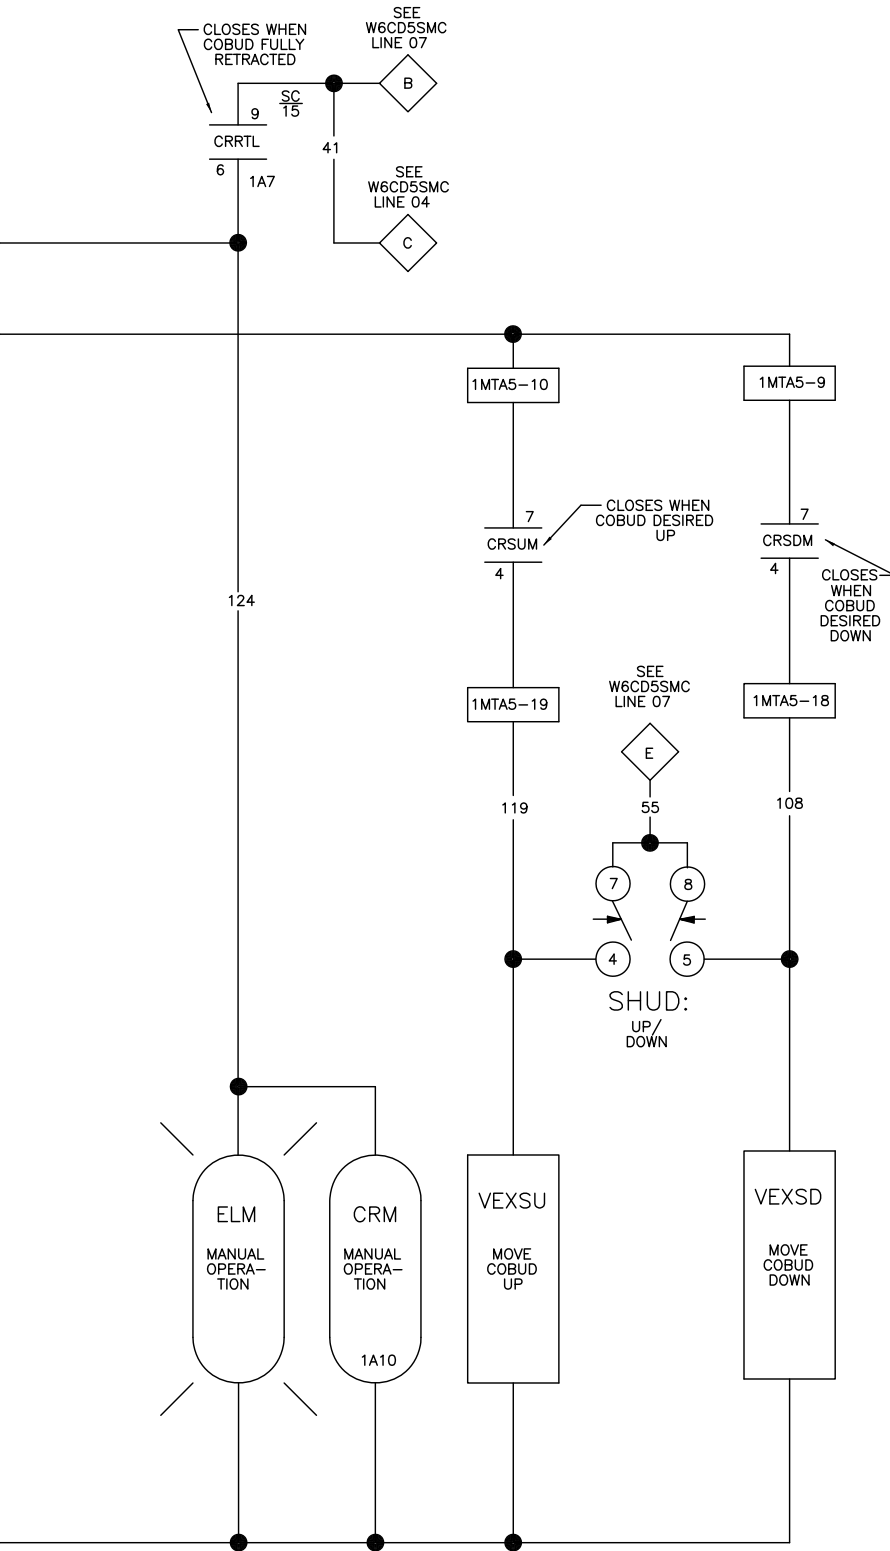 SEE
W6CD5SMC
LINE 07
CLOSES WHEN
COBUD FULLY
RETRACTED
B
SC
15
9
CRRTL
6
1A7
41
SEE
W6CD5SMC
LINE 04
C
1MTA5-10
1MTA5-9
7
CRSUM
4
CLOSES WHEN
COBUD DESIRED
UP
7
CRSDM
4
CLOSES
WHEN
COBUD
DESIRED
DOWN
124
SEE
W6CD5SMC
LINE 07
1MTA5-19
1MTA5-18
E
119
55
108
7
8
4
5
SHUD:
UP/
DOWN
ELM
MANUAL
OPERA-
TION
CRM
MANUAL
OPERA-
TION
1A10
VEXSU
MOVE
COBUD
UP
VEXSD
MOVE
COBUD
DOWN